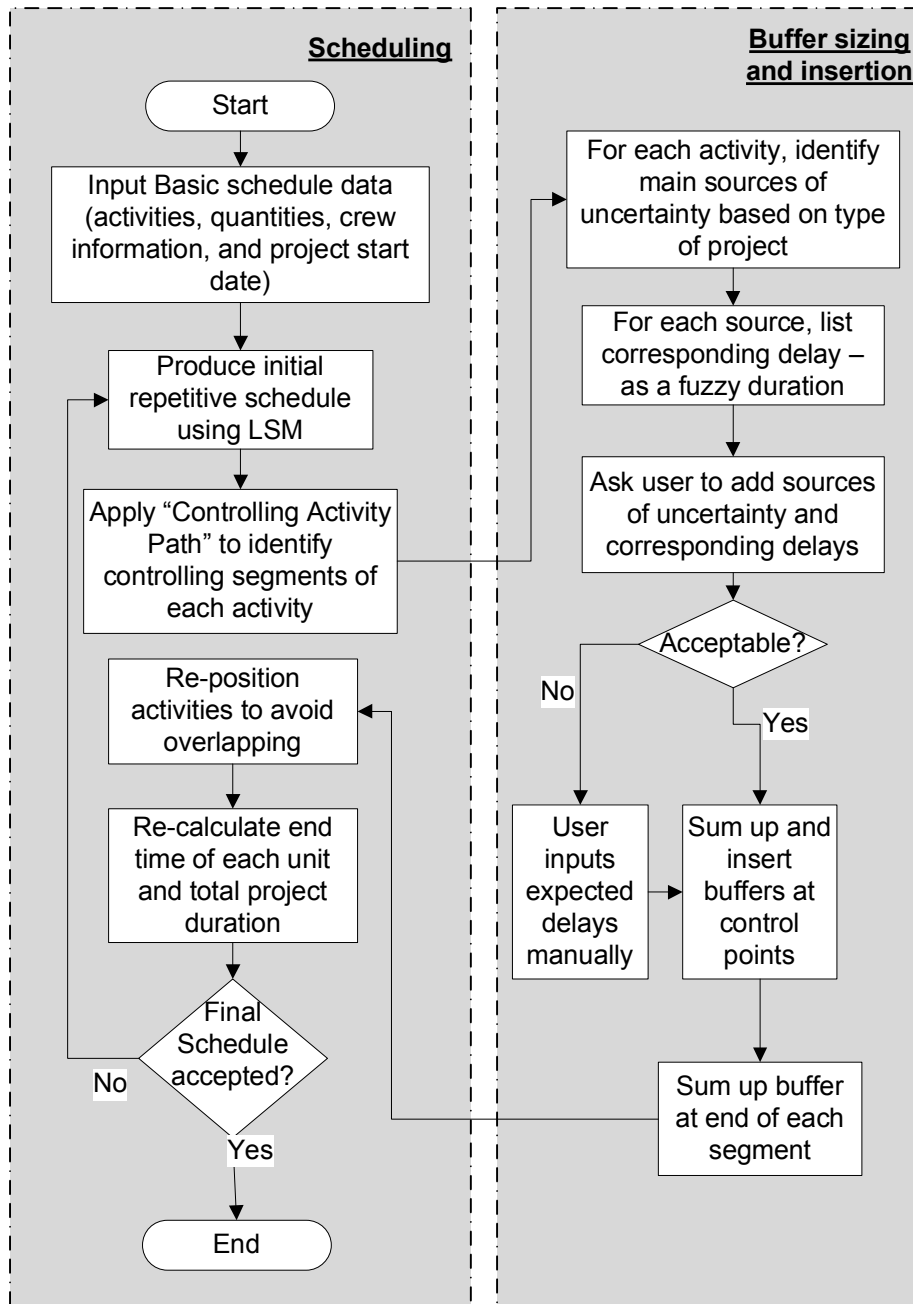 Scheduling
Start
Input Basic schedule data
(activities, quantities, crew
information, and project start
date)
Produce initial
repetitive schedule
using LSM
Apply “Controlling Activity
Path” to identify
controlling segments of
each activity
Re-position
activities to avoid
overlapping
Re-calculate end
time of each unit
and total project
duration
Final
Schedule
accepted?
No
Yes
End
Buffer sizing
and insertion
For each activity, identify
main sources of
uncertainty based on type
of project
For each source, list
corresponding delay –
as a fuzzy duration
Ask user to add sources
of uncertainty and
corresponding delays
Acceptable?
No
Yes
User
inputs
expected
delays
manually
Sum up and
insert
buffers at
control
points
Sum up buffer
at end of each
segment